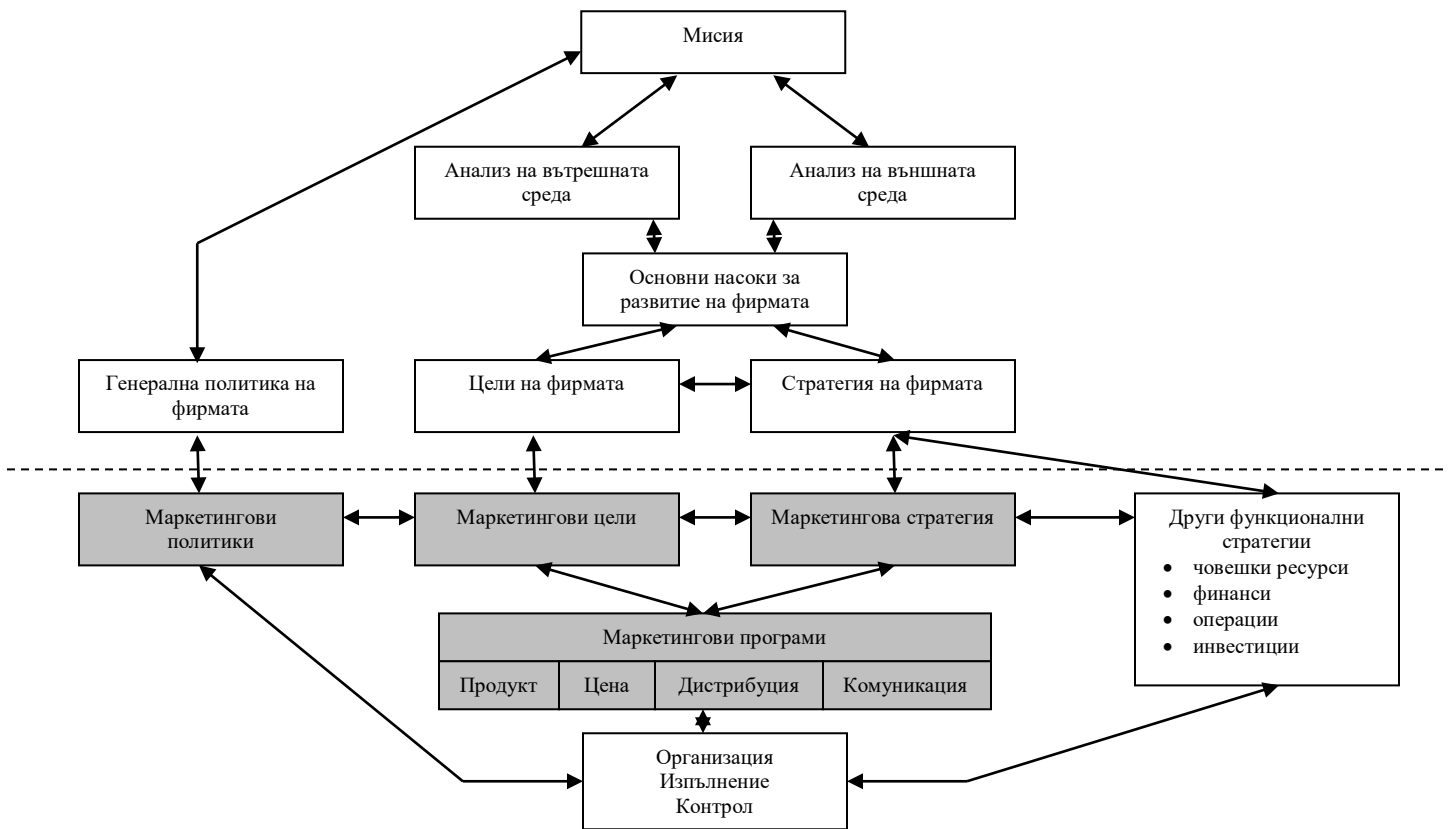 Мисия
Анализ на вътрешната
среда
Анализ на външната
среда
Основни насоки за
развитие на фирмата
Генерална политика на
фирмата
Цели на фирмата
Стратегия на фирмата
Маркетингови
политики
Маркетингови цели
Маркетингова стратегия
Други функционални
стратегии
• човешки ресурси
• финанси
• операции
• инвестиции
Маркетингови програми
Продукт
Цена
Дистрибуция
Комуникация
Организация
Изпълнение
Контрол